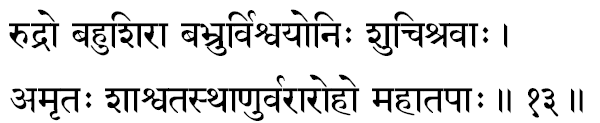 रुद्रो बहुशिरा बभ्रुर्विश्वयोनिः शुचिश्रवाः ।
अमृतः शाश्वतस्थाणुर्वरारोहो महातपाः ॥ १३ ॥